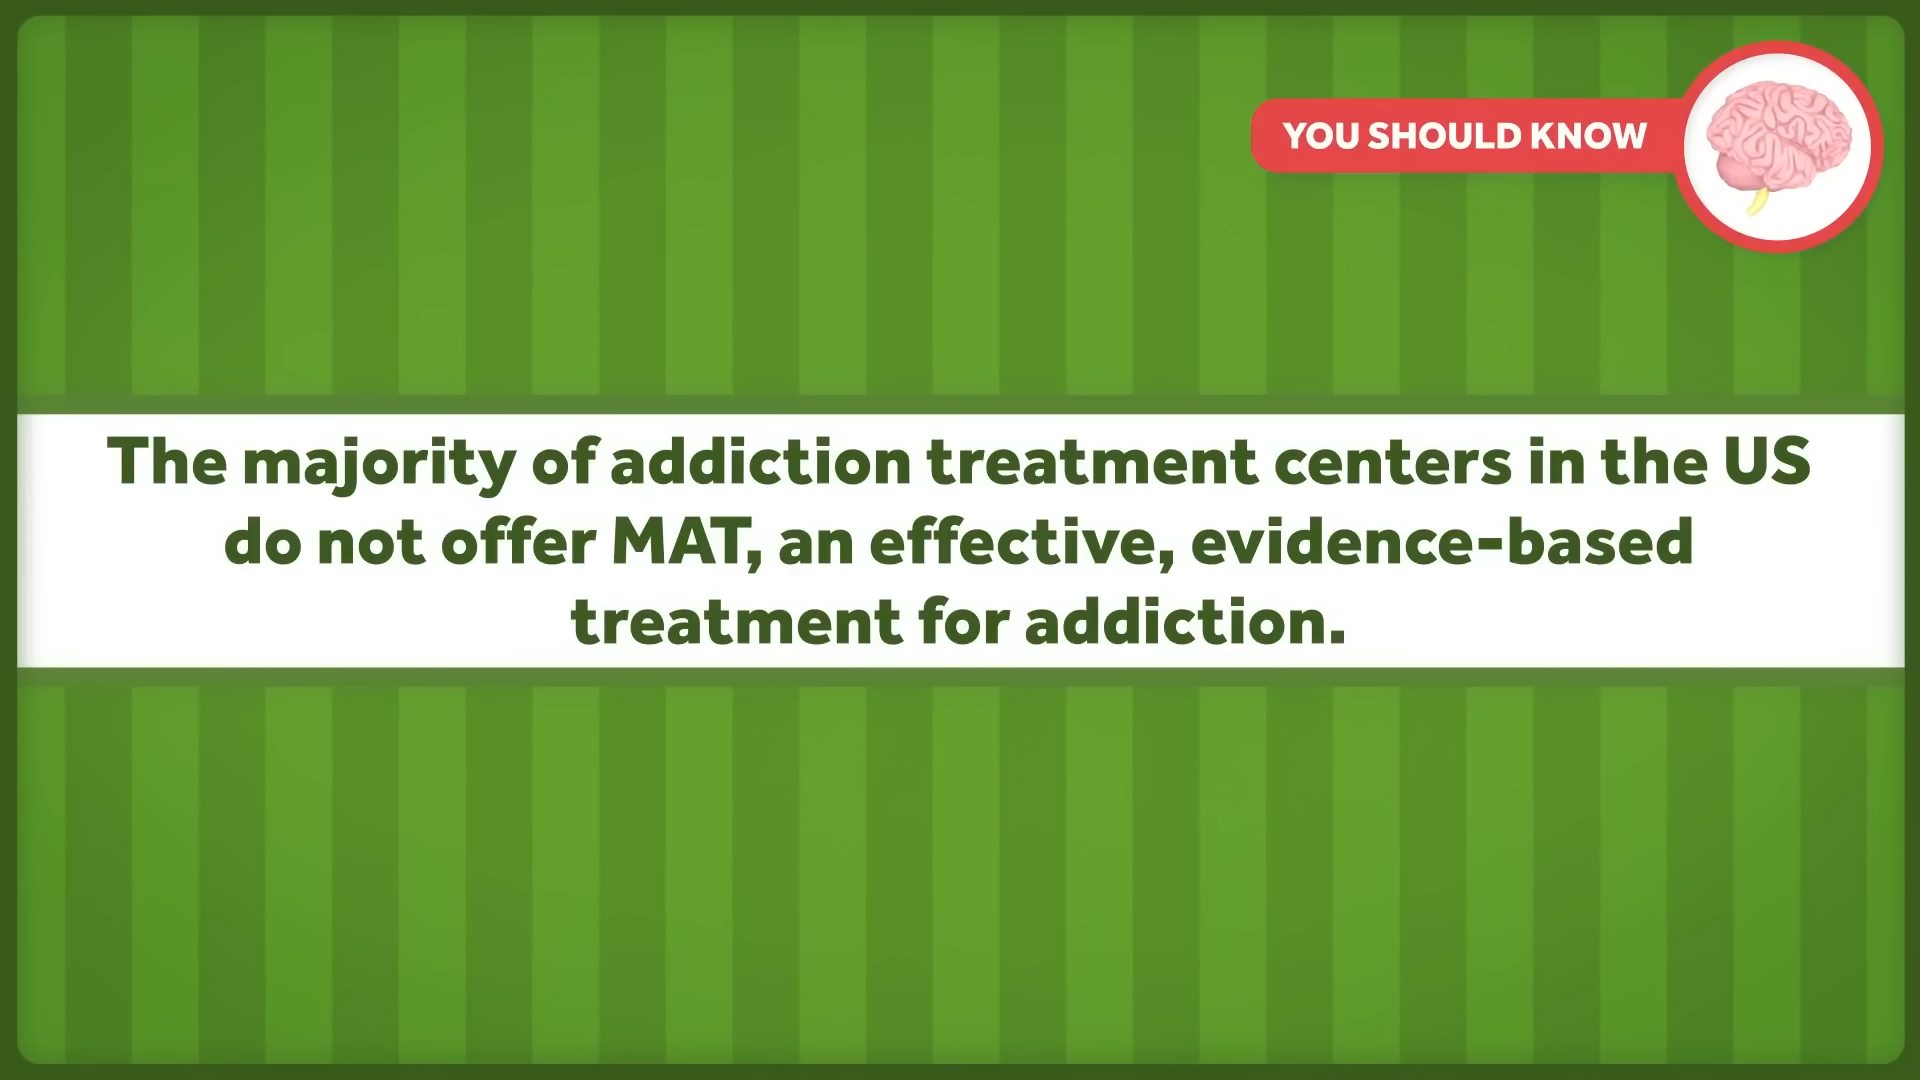 YOU SHOULD KNOW
The majority of addiction treatment centers in the US
do not offer MAT, an effective, evidence-based
treatment for addiction.